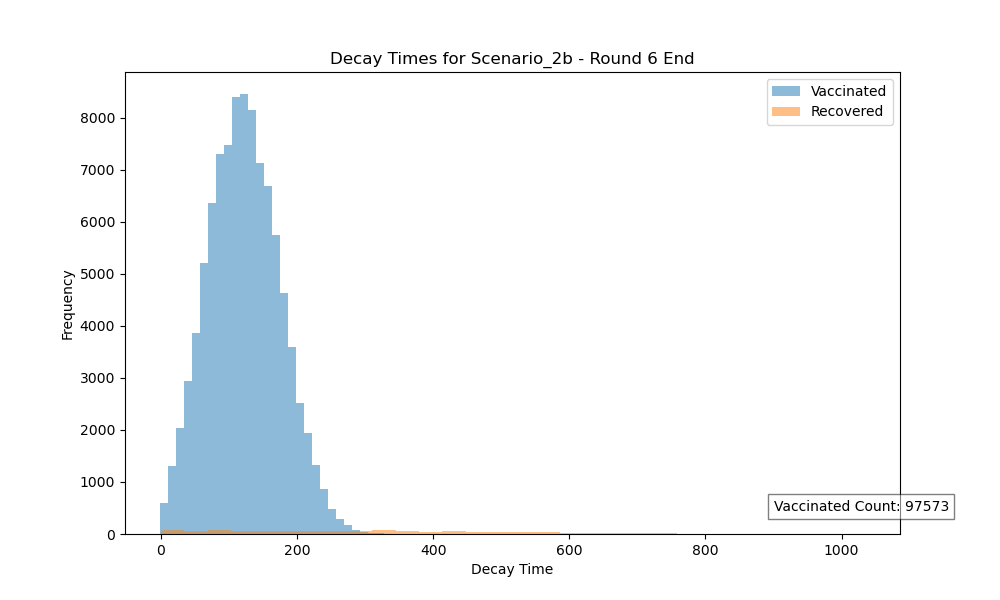 Decay Times for Scenario_2b - Round 6 End
Vaccinated
Recovered
8000
7000
6000
5000
4000
3000
2000
1000
0
Frequency
Vaccinated Count: 97573
0 200 400 600 800 1000
Decay Time